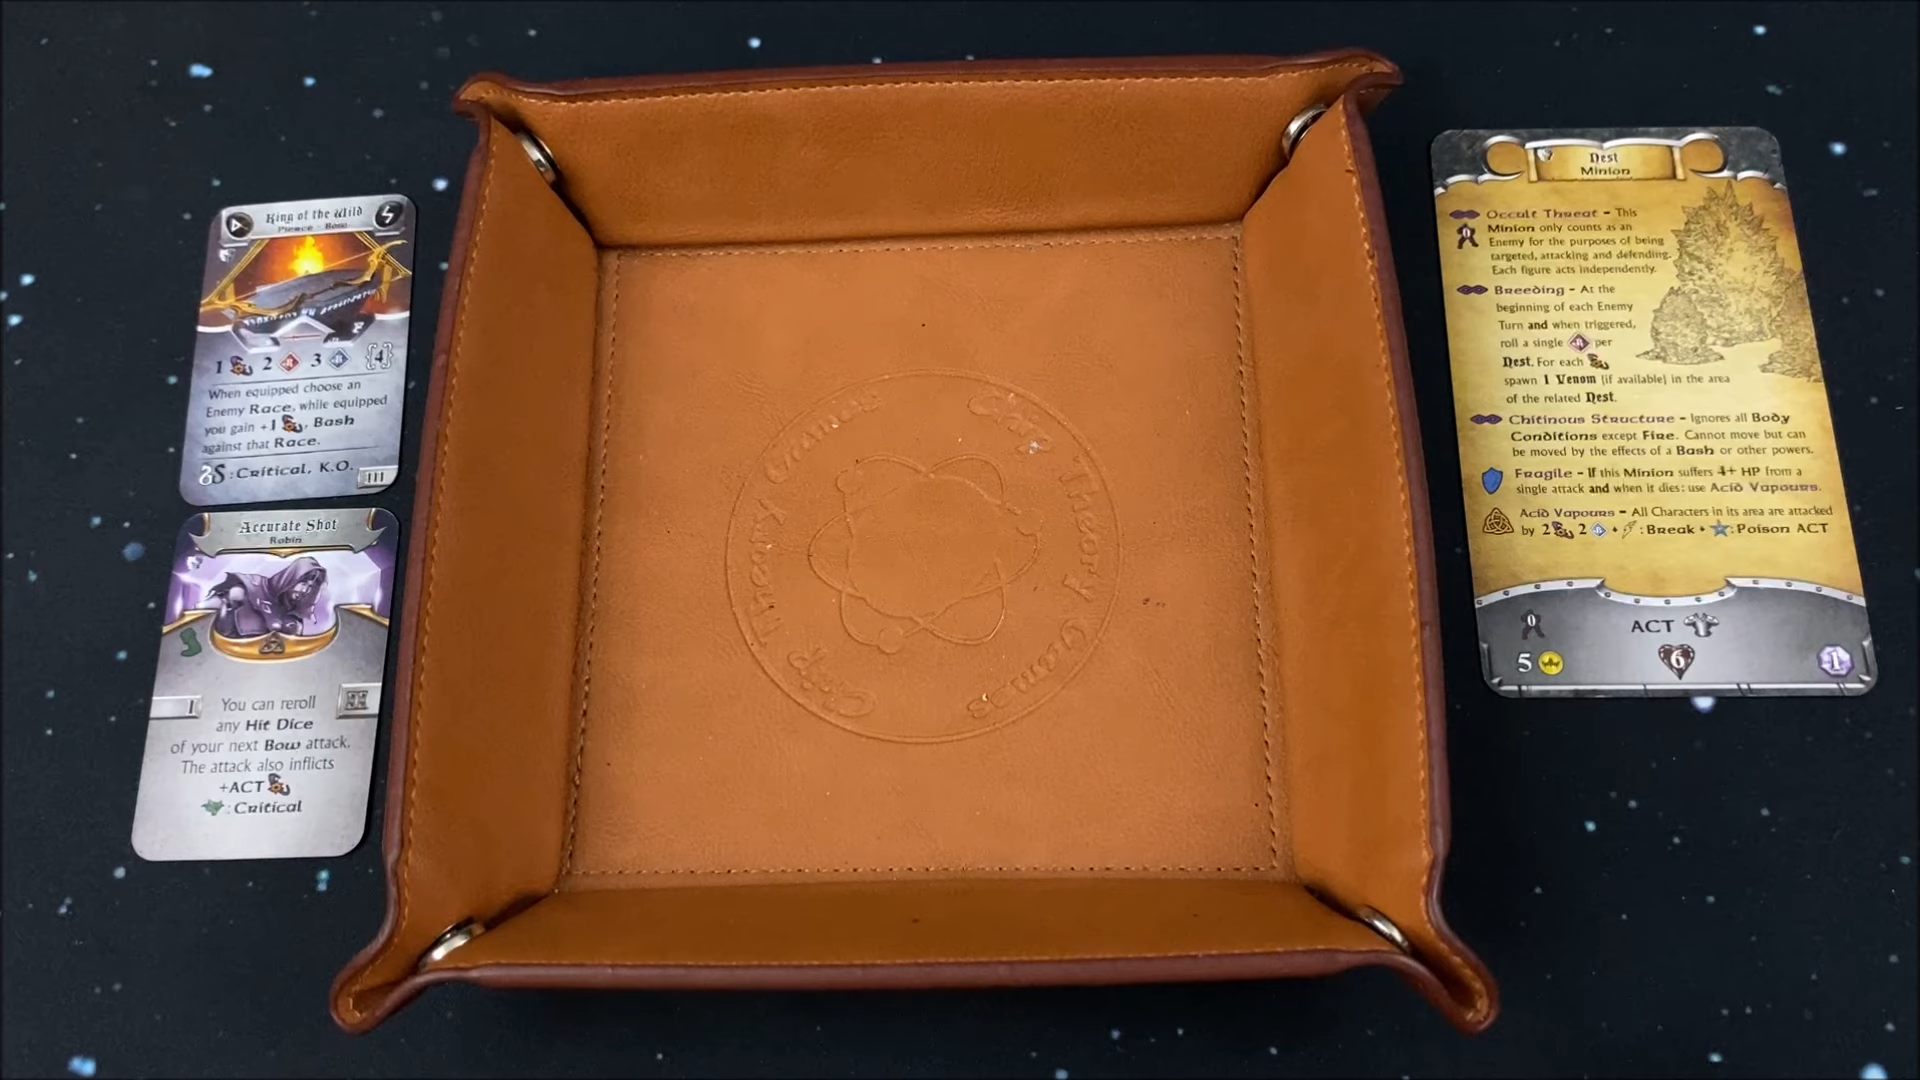 King of the Wild
Pierce - Bow
1 2 R 3 B 4
When equipped choose an
Enemy Race, while equipped
you gain +1 , Bash
against that Race.
2S : Critical, K.O.
III
Accurate Shot
Robin
I
You can reroll
any Hit Dice
of your next Bow attack.
The attack also inflicts
+ACT
: Critical
Chip Theory Games
Chip Theory Games
Nest
Minion
Occult Threat - This
Minion only counts as an
Enemy for the purposes of being
targeted, attacking and defending.
Each figure acts independently.
0
Breeding - At the
beginning of each Enemy
Turn and when triggered,
roll a single R per
Nest. For each
spawn 1 Venom (if available) in the area
of the related Nest.
Chitinous Structure - Ignores all Body
Conditions except Fire. Cannot move but can
be moved by the effects of a Bash or other powers.
Fragile - If this Minion suffers 4+ HP from a
single attack and when it dies: use Acid Vapours.
Acid Vapours - All Characters in its area are attacked
by 2 2 B + : Break + : Poison ACT
0
ACT
5 6 1